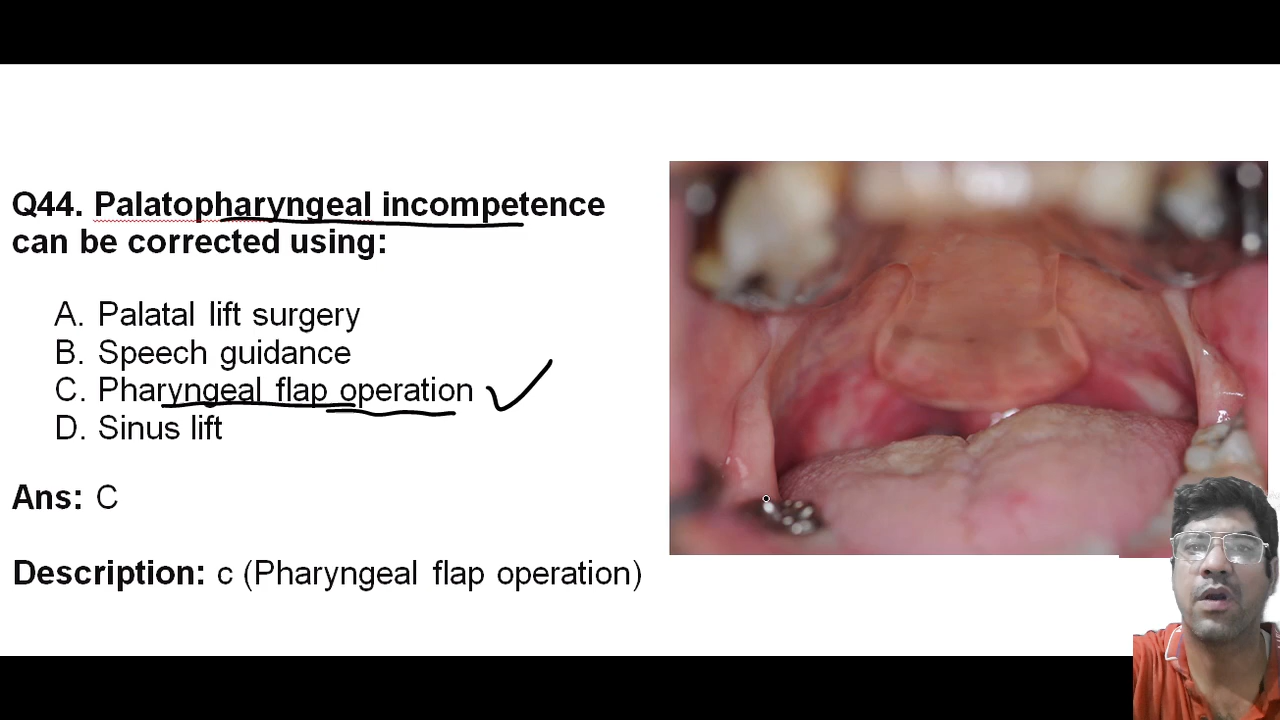 Q44. Palatopharyngeal incompetence
can be corrected using:
A. Palatal lift surgery
B. Speech guidance
C. Pharyngeal flap operation
D. Sinus lift
Ans: C
Description: c (Pharyngeal flap operation)